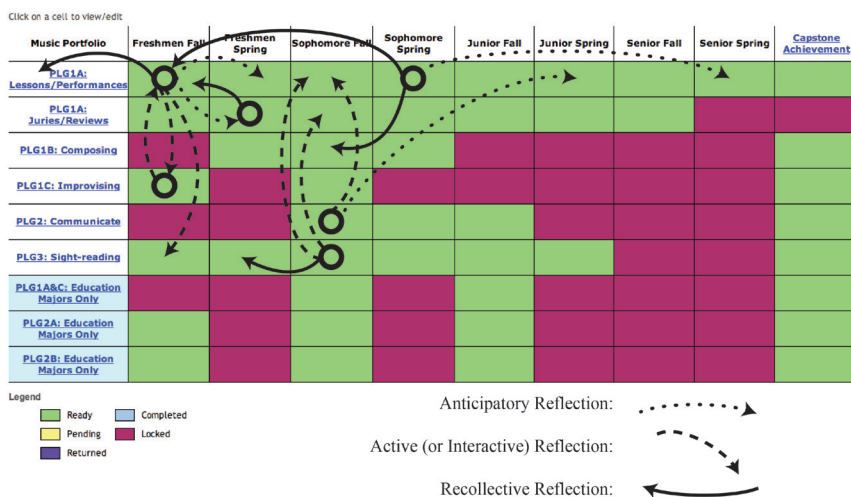 Click on a cell to view/edit
Music Portfolio
Freshmen Fall
Freshmen
Spring
Sophomore Fall
Sophomore
Spring
Junior Fall
Junior Spring
Senior Fall
Senior Spring
Capstone
Achievement
PLG1A:
Lessons/Performances
PLG1A:
Juries/Reviews
PLG1B: Composing
PLG1C: Improvising
PLG2: Communicate
PLG3: Sight-reading
PLG1A&C: Education
Majors Only
PLG2A: Education
Majors Only
PLG2B: Education
Majors Only
Legend
Ready
Completed
Pending
Locked
Returned
Anticipatory Reflection:
Active (or Interactive) Reflection:
Recollective Reflection: